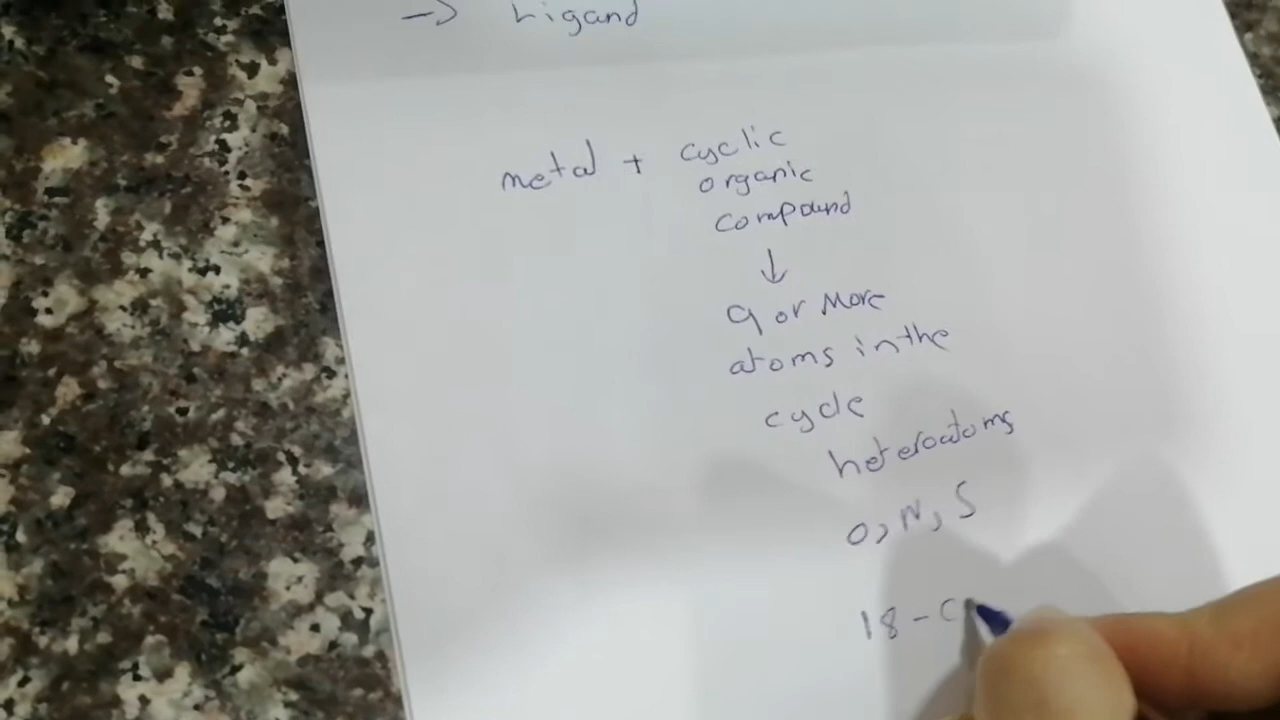 -> Ligand
metal + cyclic
organic
compound
↓
9 or More
atoms in the
cycle
heteroatoms
O, N, S
18-C